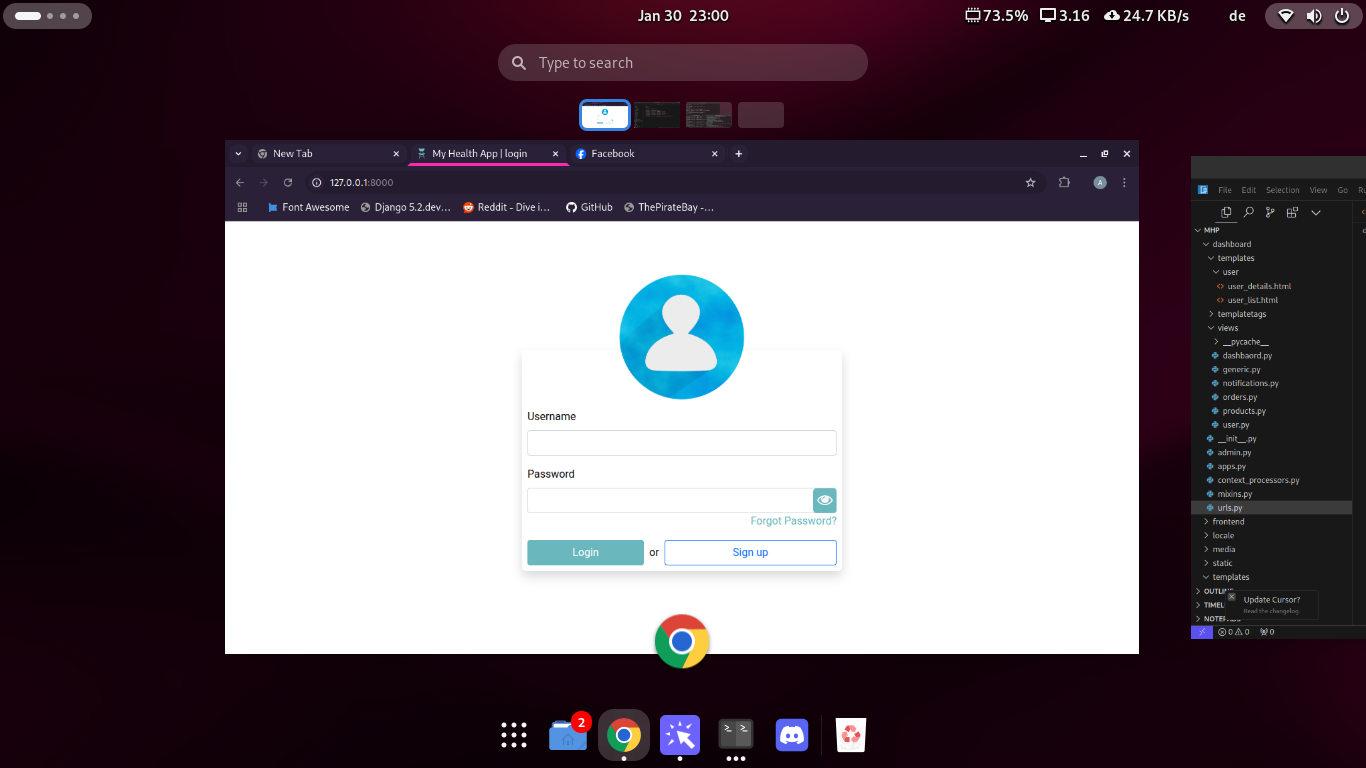 Jan 30 23:00
73.5%
3.16
24.7 KB/s
de
Type to search
New Tab
My Health App | login
Facebook
127.0.0.1:8000
A
Font Awesome
Django 5.2.dev...
Reddit - Dive i...
GitHub
ThePirateBay -...
Username
Password
Forgot Password?
Login
or
Sign up
File Edit Selection View Go
MHP
dashboard
templates
user
user_details.html
user_list.html
templatetags
views
__pycache__
dashbaord.py
generic.py
notifications.py
orders.py
products.py
user.py
__init__.py
admin.py
apps.py
context_processors.py
mixins.py
urls.py
frontend
locale
media
static
templates
Update Cursor?
Read the changelog.
0 0 0
2